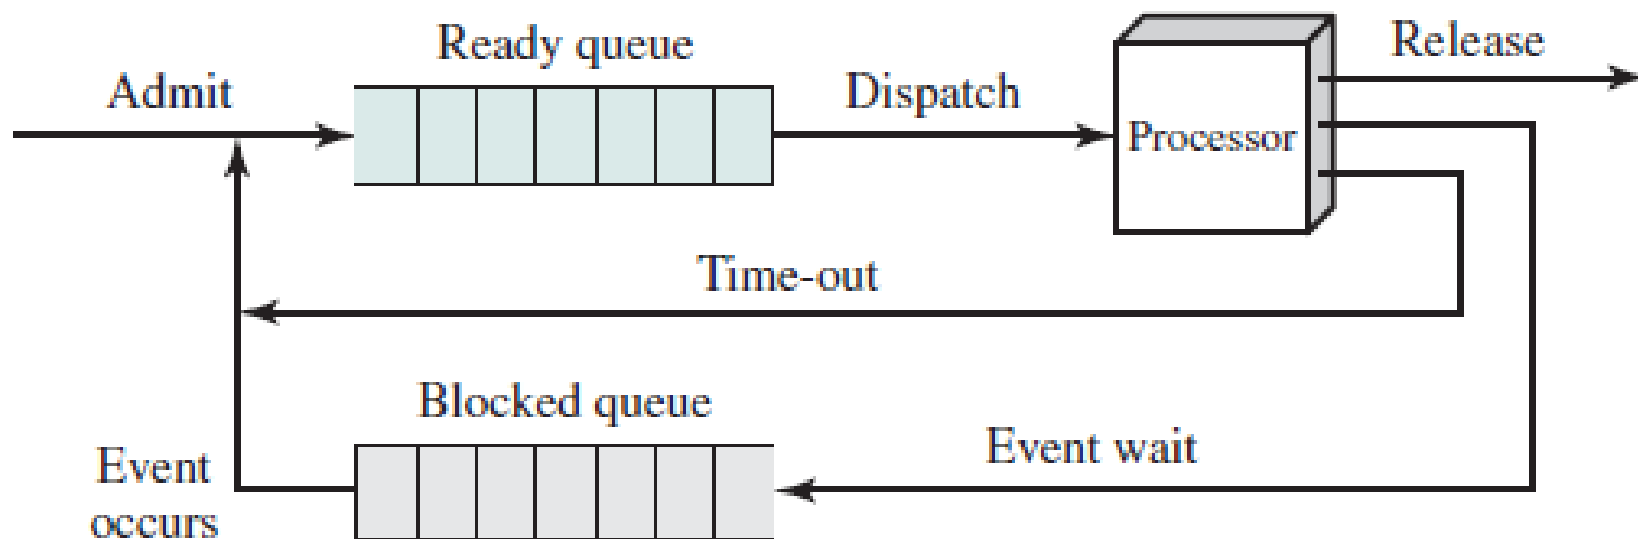 Ready queue
Release
Admit
Dispatch
Processor
Time-out
Blocked queue
Event wait
Event
occurs